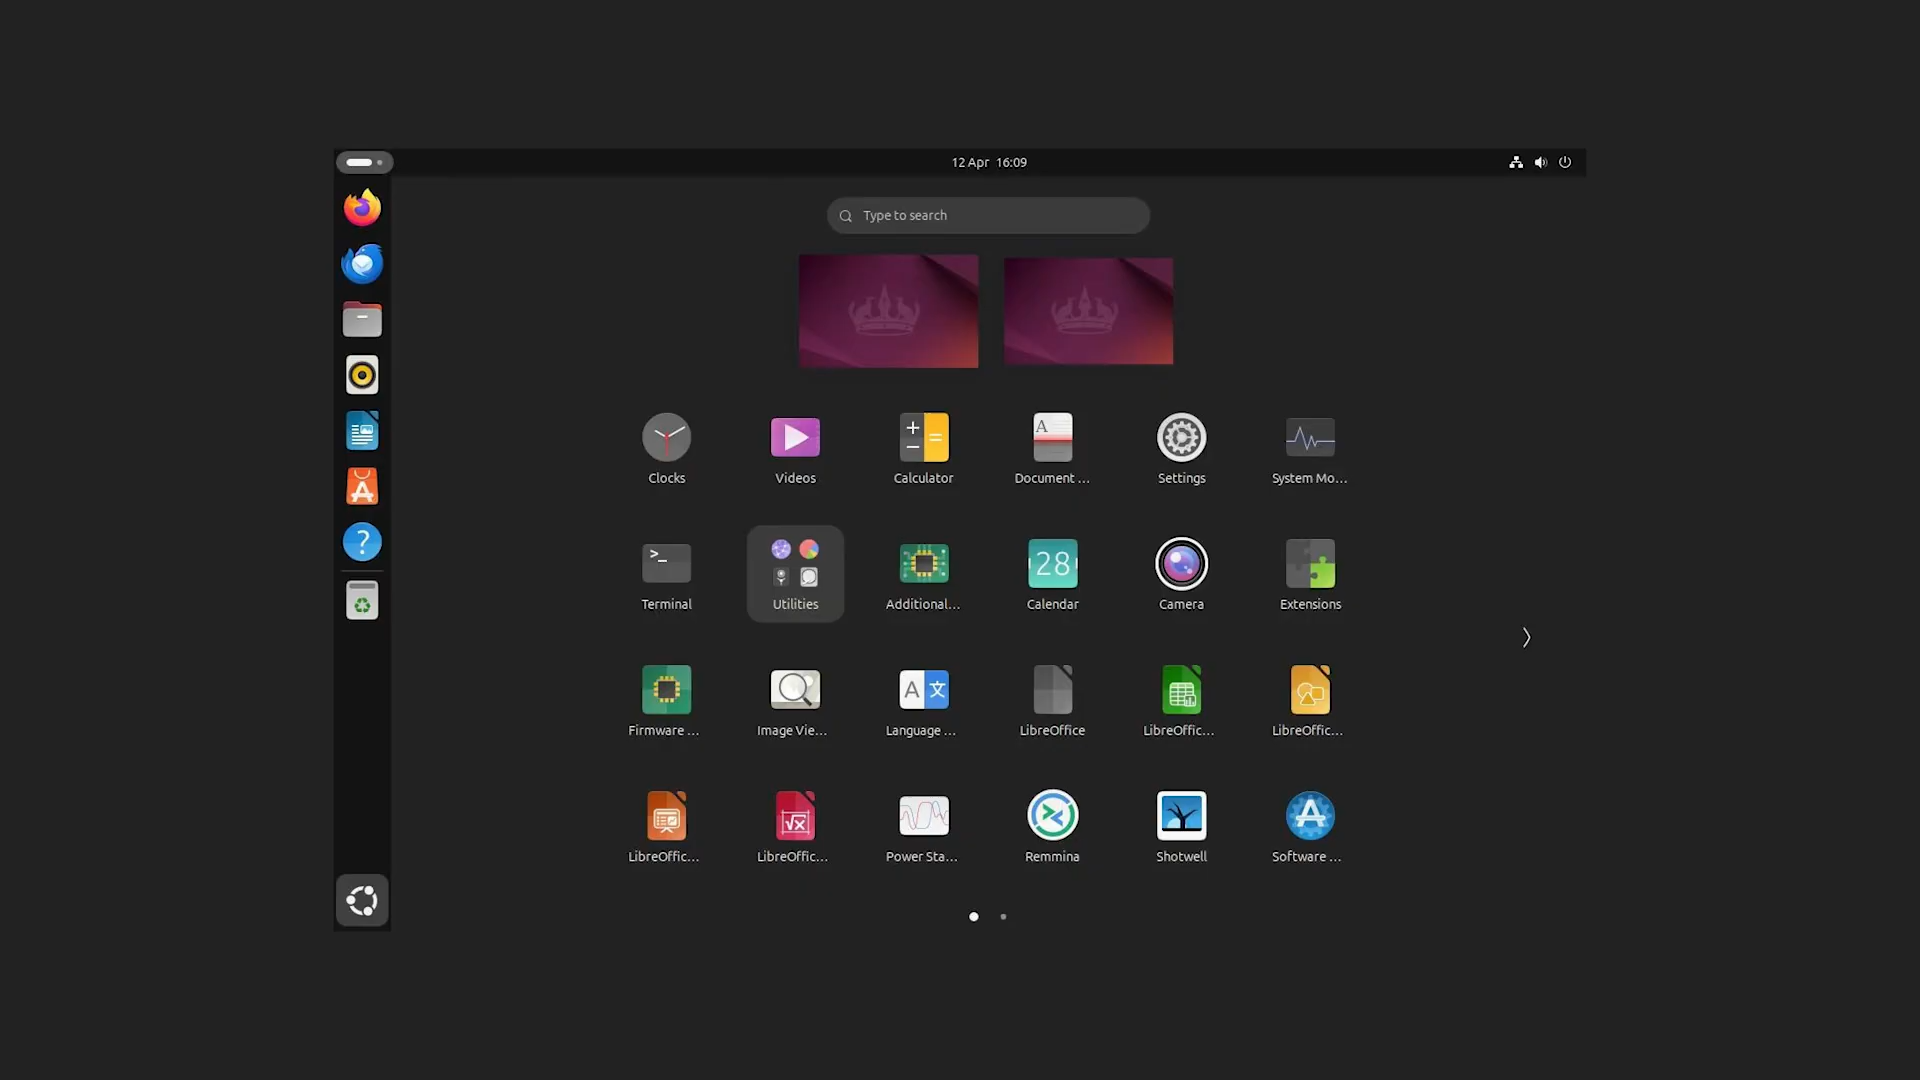 12 Apr 16:09
Type to search
Clocks
Videos
Calculator
Document ...
Settings
System Mo...
Terminal
Utilities
Additional...
Calendar
Camera
Extensions
Firmware ...
Image Vie...
Language ...
LibreOffice
LibreOffic...
LibreOffic...
LibreOffic...
LibreOffic...
Power Sta...
Remmina
Shotwell
Software ...